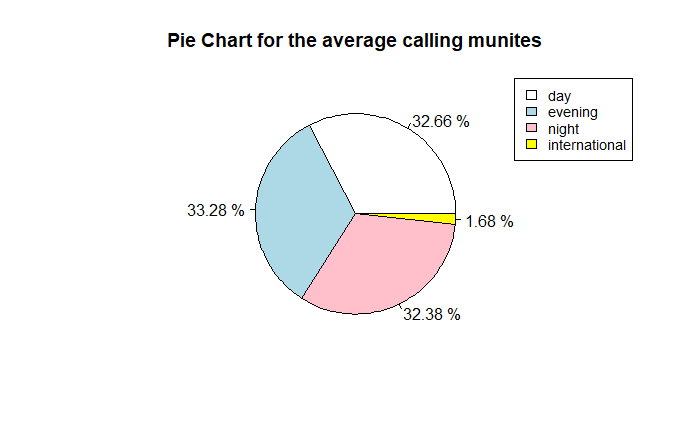 Pie Chart for the average calling munites
day
evening
night
international
32.66 %
33.28 %
1.68 %
32.38 %